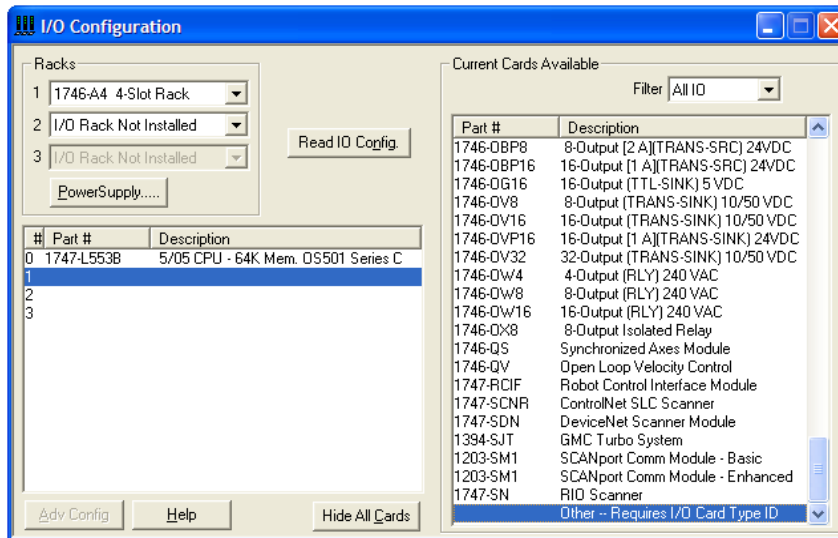 I/O Configuration
Racks
1 1746-A4 4-Slot Rack
2 I/O Rack Not Installed
3 I/O Rack Not Installed
PowerSupply.....
Read IO Config.
# Part # Description
0 1747-L553B 5/05 CPU - 64K Mem. OS501 Series C
1
2
3
Adv Config Help Hide All Cards
Current Cards Available
Filter All IO
Part # Description
1746-OBP8 8-Output [2 A](TRANS-SRC) 24VDC
1746-OBP16 16-Output [1 A](TRANS-SRC) 24VDC
1746-OG16 16-Output (TTL-SINK) 5 VDC
1746-OV8 8-Output (TRANS-SINK) 10/50 VDC
1746-OV16 16-Output (TRANS-SINK) 10/50 VDC
1746-OVP16 16-Output [1 A](TRANS-SINK) 24VDC
1746-OV32 32-Output (TRANS-SINK) 10/50 VDC
1746-OW4 4-Output (RLY) 240 VAC
1746-OW8 8-Output (RLY) 240 VAC
1746-OW16 16-Output (RLY) 240 VAC
1746-OX8 8-Output Isolated Relay
1746-QS Synchronized Axes Module
1746-QV Open Loop Velocity Control
1747-RCIF Robot Control Interface Module
1747-SCNR ControlNet SLC Scanner
1747-SDN DeviceNet Scanner Module
1394-SJT GMC Turbo System
1203-SM1 SCANport Comm Module - Basic
1203-SM1 SCANport Comm Module - Enhanced
1747-SN RIO Scanner
Other -- Requires I/O Card Type ID